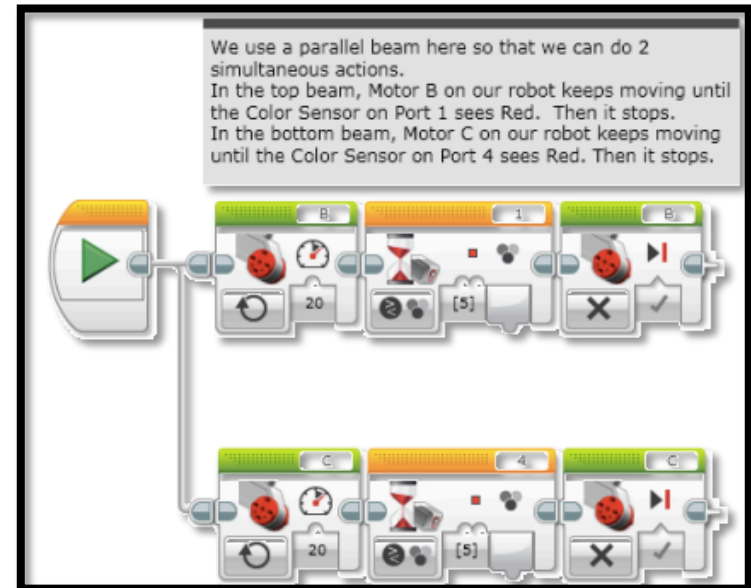 We use a parallel beam here so that we can do 2
simultaneous actions.
In the top beam, Motor B on our robot keeps moving until
the Color Sensor on Port 1 sees Red.  Then it stops.
In the bottom beam, Motor C on our robot keeps moving
until the Color Sensor on Port 4 sees Red. Then it stops.
B 1 B
20 [5]
C 4 C
20 [5]